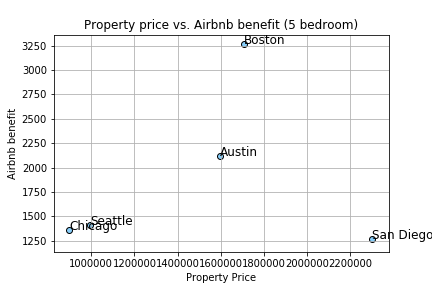 Property price vs. Airbnb benefit (5 bedroom)
Airbnb benefit
3250
3000
2750
2500
2250
2000
1750
1500
1250
Boston
Austin
Seattle
Chicago
San Diego
1000000 1200000 1400000 1600000 1800000 2000000 2200000
Property Price